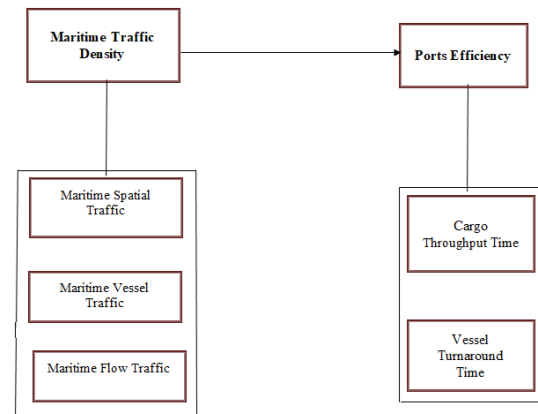 Maritime Traffic
Density
Ports Efficiency
Maritime Spatial
Traffic
Maritime Vessel
Traffic
Maritime Flow Traffic
Cargo
Throughput Time
Vessel
Turnaround
Time